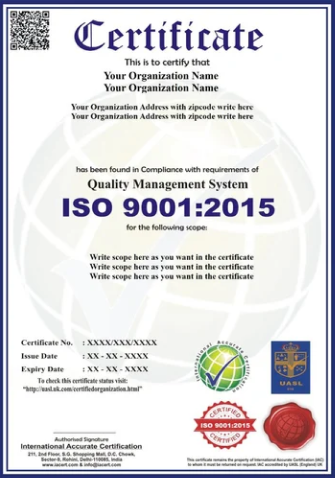 Certificate
This is to certify that
Your Organization Name
Your Organization Name
Your Organization Address with zipcode write here
Your Organization Address with zipcode write here
has been found in Compliance with requirements of
Quality Management System
ISO 9001:2015
for the following scope:
Write scope here as you want in the certificate
Write scope here as you want in the certificate
Write scope here as you want in the certificate
Certificate No. : XXXX/XXX/XXXX
Issue Date : XX - XX - XXXX
Expiry Date : XX - XX - XXXX
To check this certificate status visit:
"http://uasl.uk.com/certifiedorganization.html"
International Accurate Certification
UASL
CERTIFIED
ISO 9001:2015
CERTIFIED
Authorised Signature
International Accurate Certification
211, 2nd Floor, S.G. Shopping Mall, D.C. Chowk,
Sector-9, Rohini, Delhi-110085, India
www.iacert.com & info@iacert.com
This certificate remains the property of International Accurate Certification (IAC)
to whom it must be returned on request. IAC accredited by UASL (England) UK